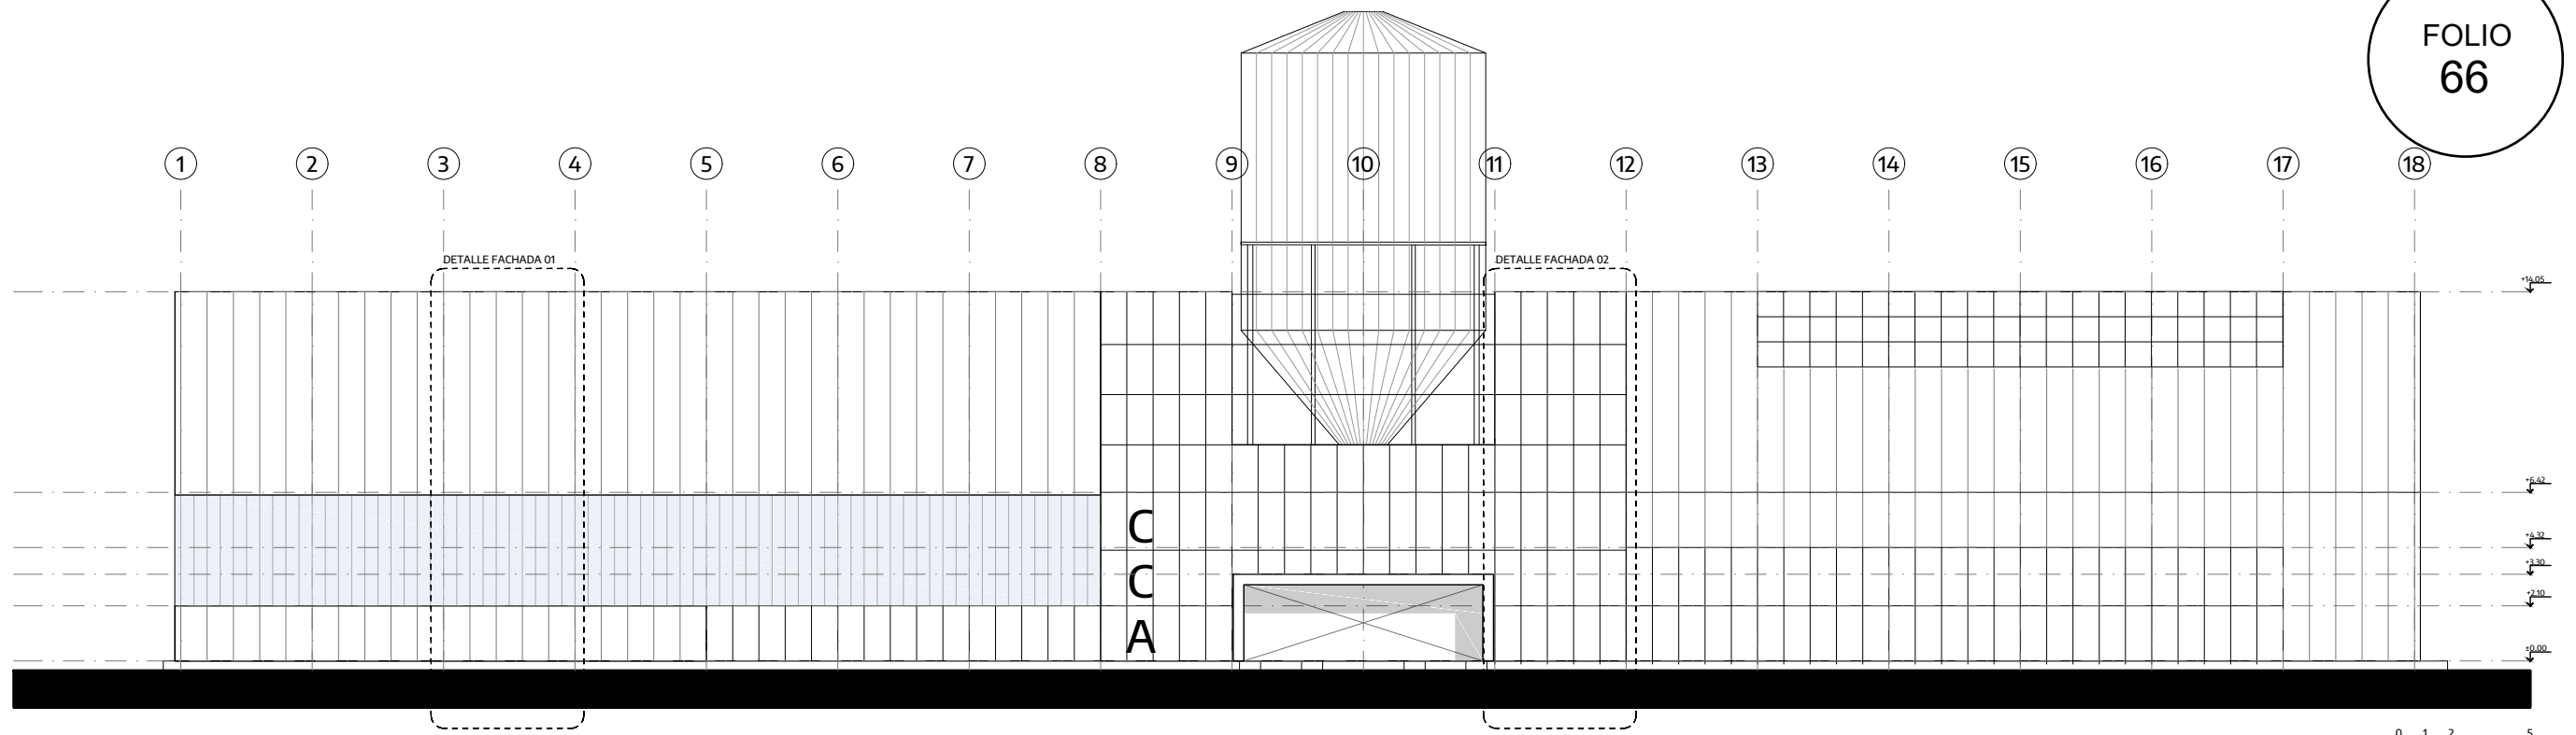 FOLIO
66
1 2 3 4 5 6 7 8 9 10 11 12 13 14 15 16 17 18
DETALLE FACHADA 01
DETALLE FACHADA 02
+14.05
+6.42
+4.32
+3.30
+2.10
±0.00
C
C
A
0 1 2 5